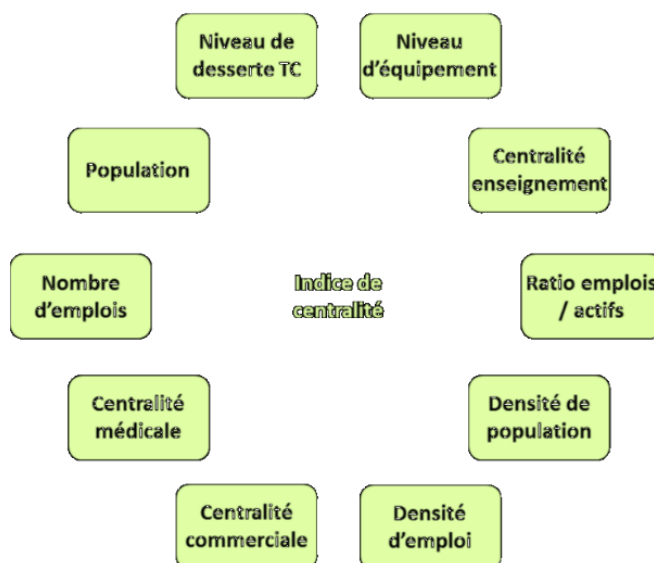 Niveau de
desserte TC
Niveau
d'équipement
Population
Centralité
enseignement
Nombre
d'emplois
Indice de
centralité
Ratio emplois
/ actifs
Centralité
médicale
Densité de
population
Centralité
commerciale
Densité
d'emploi